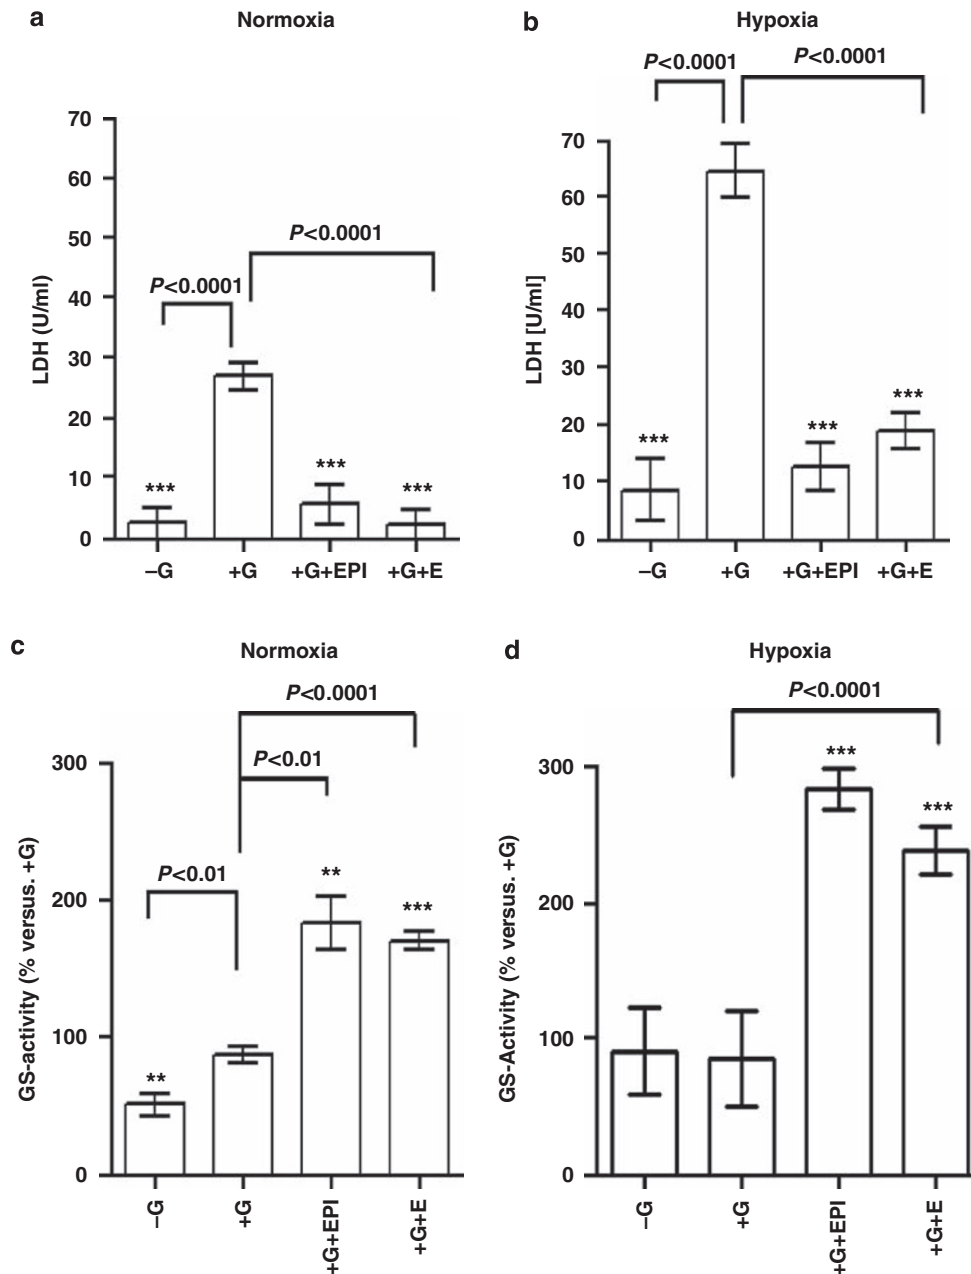 a
Normoxia
P<0.0001
P<0.0001
LDH (U/ml)
70
60
50
40
30
20
10
0
***
***
***
–G
+G
+G+EPI
+G+E
b
Hypoxia
P<0.0001
P<0.0001
LDH [U/ml]
70
60
50
40
30
20
10
0
***
***
***
–G
+G
+G+EPI
+G+E
c
Normoxia
P<0.0001
P<0.01
P<0.01
GS-activity (% versus. +G)
300
200
100
0
**
**
***
–G
+G
+G+EPI
+G+E
d
Hypoxia
P<0.0001
GS-Activity (% versus. +G)
300
200
100
0
***
***
–G
+G
+G+EPI
+G+E